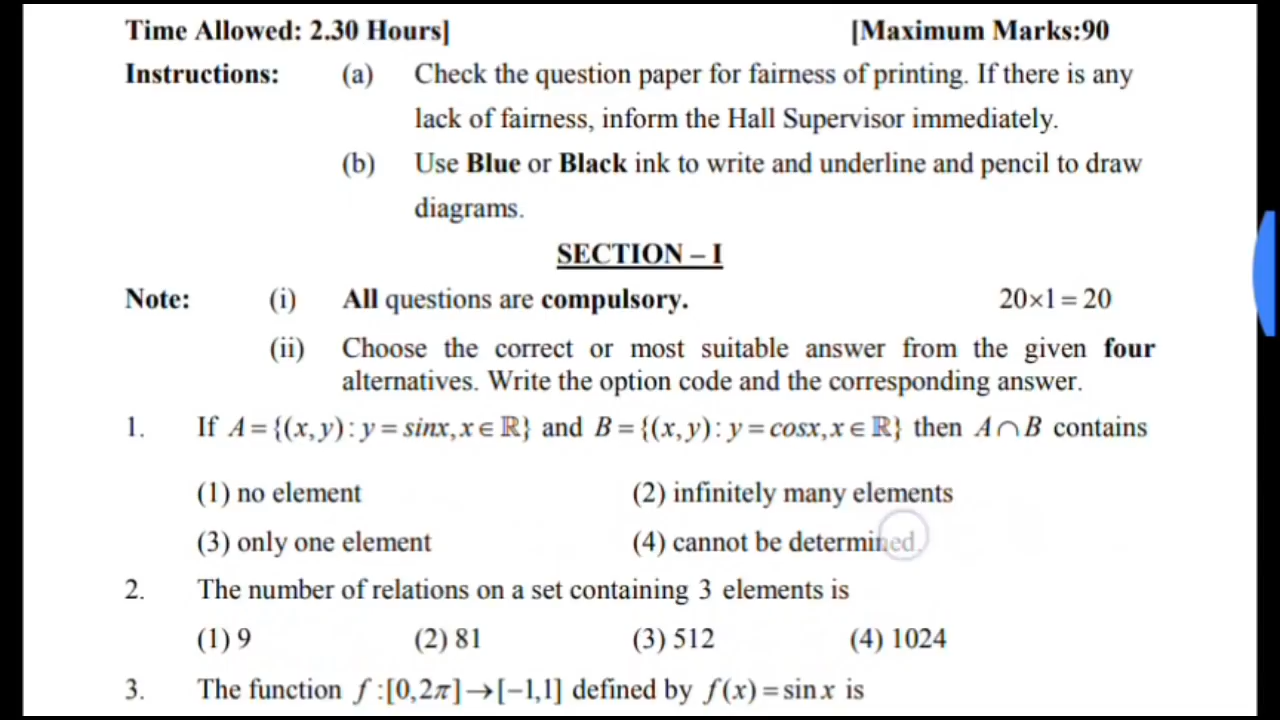 Time Allowed: 2.30 Hours] [Maximum Marks:90
Instructions: (a) Check the question paper for fairness of printing. If there is any
lack of fairness, inform the Hall Supervisor immediately.
(b) Use Blue or Black ink to write and underline and pencil to draw
diagrams.
SECTION – I
Note: (i) All questions are compulsory. 20×1 = 20
(ii) Choose the correct or most suitable answer from the given four
alternatives. Write the option code and the corresponding answer.
1. If A = {(x, y) : y = sinx, x ∈ ℝ} and B = {(x, y) : y = cosx, x ∈ ℝ} then A ∩ B contains
(1) no element (2) infinitely many elements
(3) only one element (4) cannot be determined.
2. The number of relations on a set containing 3 elements is
(1) 9 (2) 81 (3) 512 (4) 1024
3. The function f :[0,2π]→[−1,1] defined by f(x) = sin x is